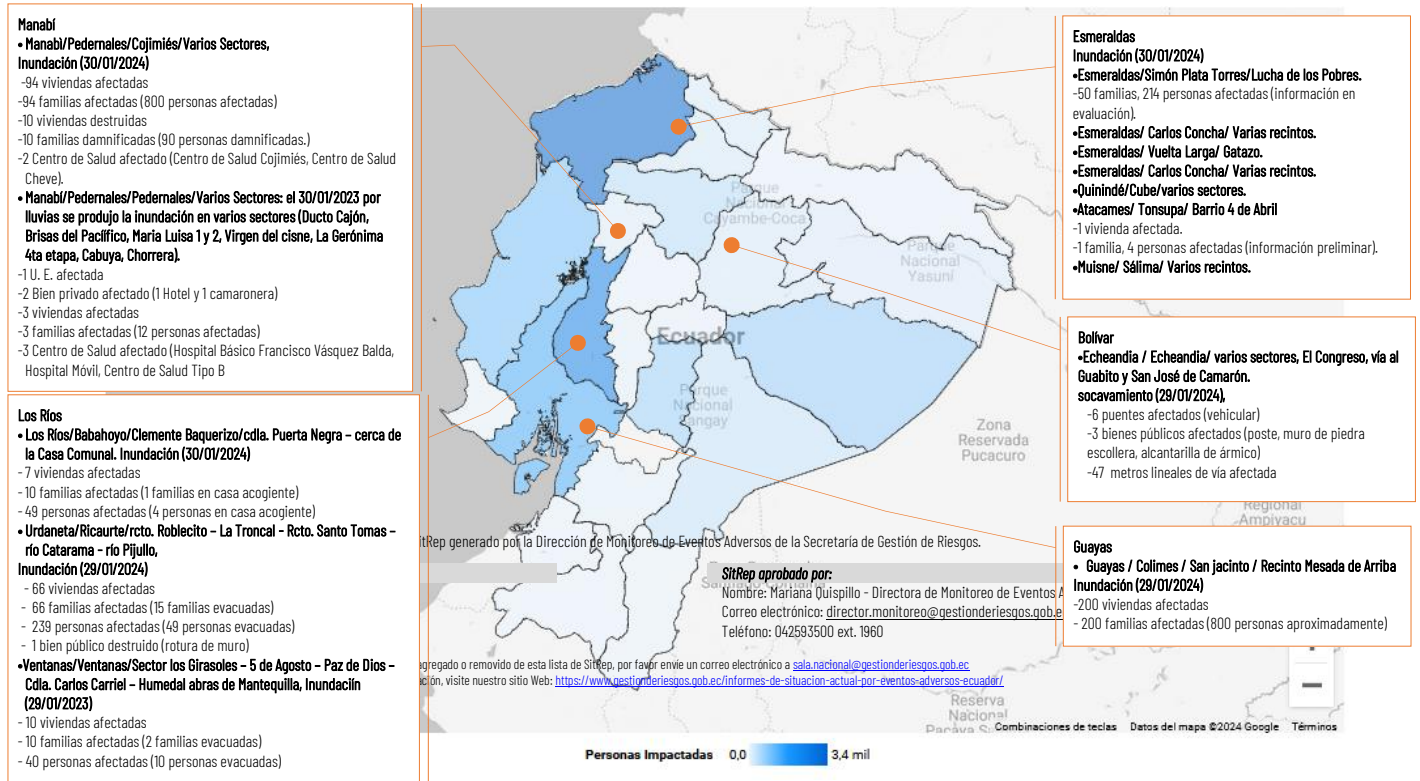 Manabí
• Manabì/Pedernales/Cojimiés/Varios Sectores,
Inundación (30/01/2024)
-94 viviendas afectadas
-94 familias afectadas (800 personas afectadas)
-10 viviendas destruidas
-10 familias damnificadas (90 personas damnificadas.)
-2 Centro de Salud afectado (Centro de Salud Cojimiés, Centro de Salud
Cheve).
• Manabí/Pedernales/Pedernales/Varios Sectores: el 30/01/2023 por
lluvias se produjo la inundación en varios sectores (Ducto Cajón,
Brisas del Pacífico, Maria Luisa 1 y 2, Virgen del cisne, La Gerónima
4ta etapa, Cabuya, Chorrera).
-1 U. E. afectada
-2 Bien privado afectado (1 Hotel y 1 camaronera)
-3 viviendas afectadas
-3 familias afectadas (12 personas afectadas)
-3 Centro de Salud afectado (Hospital Básico Francisco Vásquez Balda,
Hospital Móvil, Centro de Salud Tipo B
Los Ríos
• Los Ríos/Babahoyo/Clemente Baquerizo/cdla. Puerta Negra – cerca de
la Casa Comunal. Inundación (30/01/2024)
- 7 viviendas afectadas
- 10 familias afectadas (1 familias en casa acogiente)
- 49 personas afectadas (4 personas en casa acogiente)
• Urdaneta/Ricaurte/rcto. Roblecito – La Troncal - Rcto. Santo Tomas –
río Catarama - río Pijullo,
Inundación (29/01/2024)
- 66 viviendas afectadas
- 66 familias afectadas (15 familias evacuadas)
- 239 personas afectadas (49 personas evacuadas)
- 1 bien público destruido (rotura de muro)
•Ventanas/Ventanas/Sector los Girasoles – 5 de Agosto – Paz de Dios –
Cdla. Carlos Carriel – Humedal abras de Mantequilla, Inundaciín
(29/01/2023)
- 10 viviendas afectadas
- 10 familias afectadas (2 familias evacuadas)
- 40 personas afectadas (10 personas evacuadas)
Esmeraldas
Inundación (30/01/2024)
•Esmeraldas/Simón Plata Torres/Lucha de los Pobres.
-50 familias, 214 personas afectadas (información en
evaluación).
•Esmeraldas/ Carlos Concha/ Varias recintos.
•Esmeraldas/ Vuelta Larga/ Gatazo.
•Esmeraldas/ Carlos Concha/ Varias recintos.
•Quinindé/Cube/varios sectores.
•Atacames/ Tonsupa/ Barrio 4 de Abril
-1 vivienda afectada.
-1 familia, 4 personas afectadas (información preliminar).
•Muisne/ Sálima/ Varios recintos.
Bolívar
•Echeandia / Echeandia/ varios sectores, El Congreso, vía al
Guabito y San José de Camarón.
socavamiento (29/01/2024),
-6 puentes afectados (vehicular)
-3 bienes públicos afectados (poste, muro de piedra
escollera, alcantarilla de ármico)
-47 metros lineales de vía afectada
Guayas
• Guayas / Colimes / San jacinto / Recinto Mesada de Arriba
Inundación (29/01/2024)
-200 viviendas afectadas
- 200 familias afectadas (800 personas aproximadamente)
Parque
Nacional
Cayambe-Coca
Parque
Nacional
Yasuní
Ecuador
Parque
Nacional
Sangay
Zona
Reservada
Pucacuro
Regional
Ampiyacu
itRep generado por la Dirección de Monitoreo de Eventos Adversos de la Secretaría de Gestión de Riesgos.
SitRep aprobado por:
Nombre: Mariana Quispillo - Directora de Monitoreo de Eventos A
Correo electrónico: director.monitoreo@gestionderiesgos.gob.e
Teléfono: 042593500 ext. 1960
agregado o removido de esta lista de SitRep, por favor envíe un correo electrónico a sala.nacional@gestionderiesgos.gob.ec
ación, visite nuestro sitio Web: https://www.gestionderiesgos.gob.ec/informes-de-situacion-actual-por-eventos-adversos-ecuador/
Reserva
Nacional
Combinaciones de teclas Datos del mapa ©2024 Google Términos
Personas Impactadas 0,0 3,4 mil